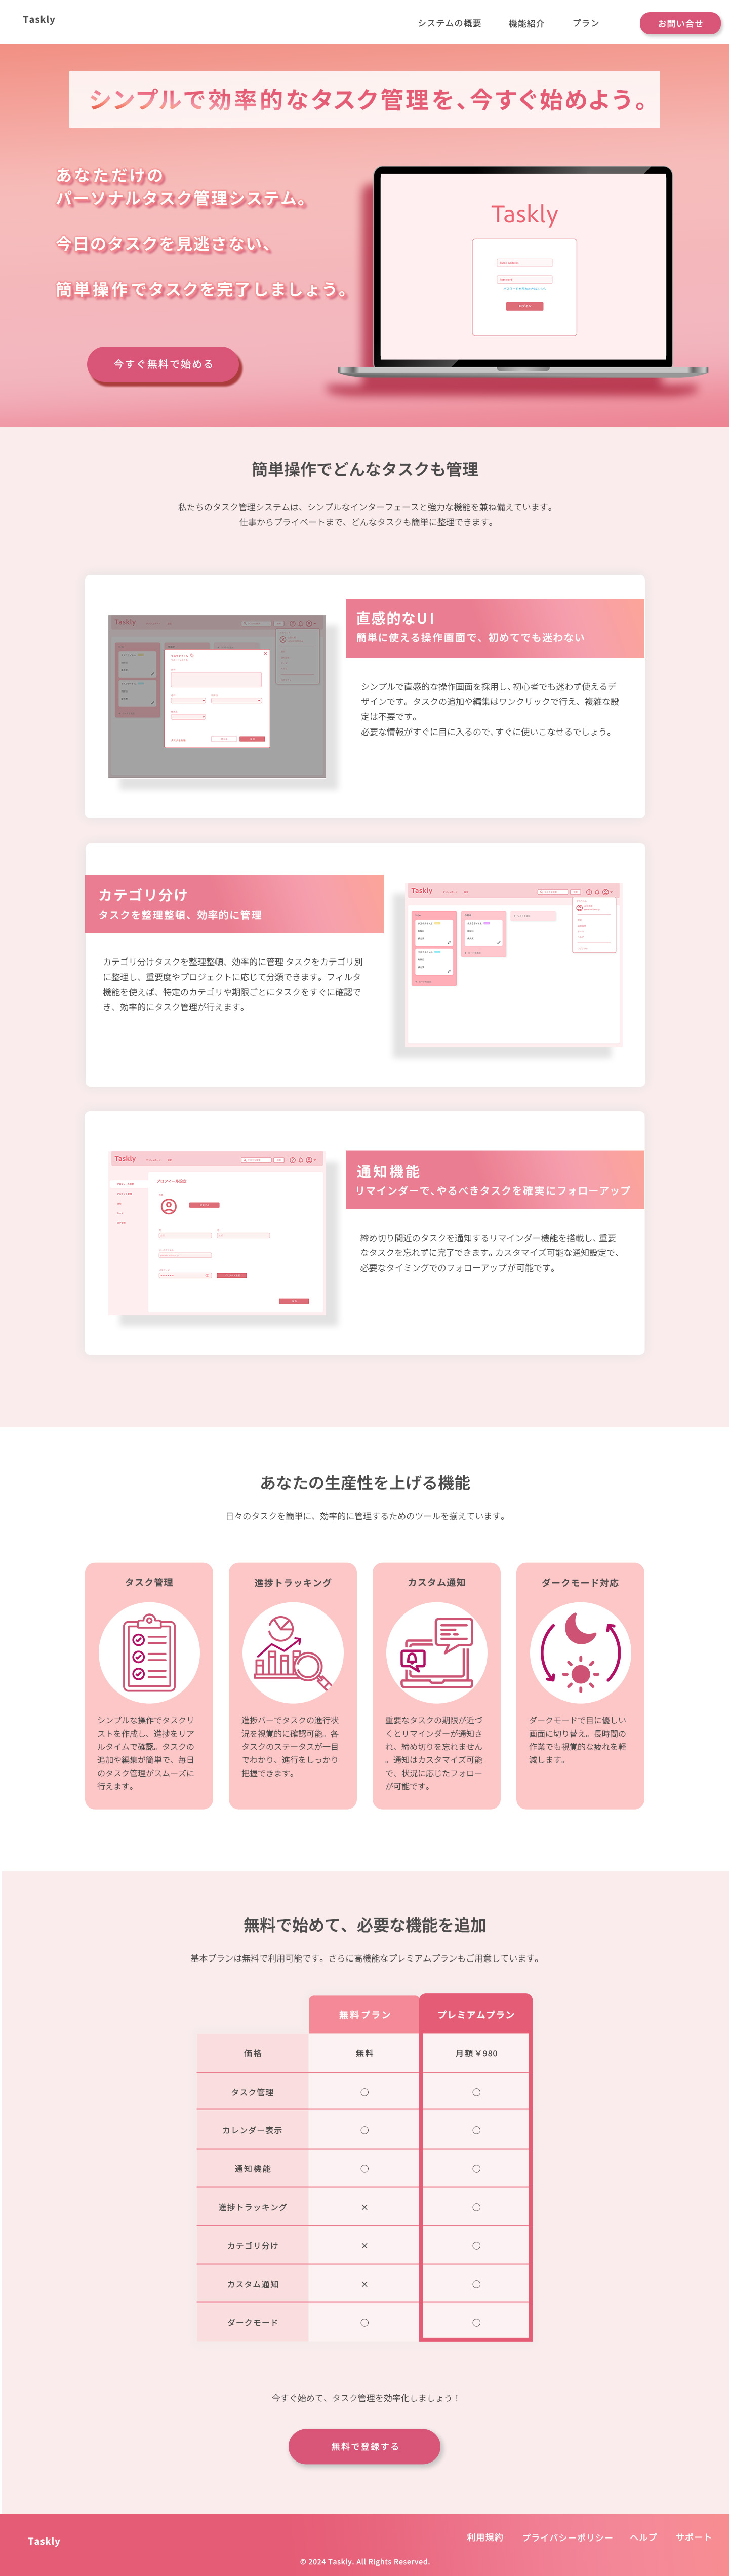 Taskly
システムの概要
機能紹介
プラン
お問い合せ
シンプルで効率的なタスク管理を、今すぐ始めよう。
あなただけの
パーソナルタスク管理システム。
今日のタスクを見逃さない、
簡単操作でタスクを完了しましょう。
今すぐ無料で始める
Taskly
簡単操作でどんなタスクも管理
私たちのタスク管理システムは、シンプルなインターフェースと強力な機能を兼ね備えています。
仕事からプライベートまで、どんなタスクも簡単に整理できます。
Taskly
直感的なUI
簡単に使える操作画面で、初めてでも迷わない
シンプルで直感的な操作画面を採用し、初心者でも迷わず使えるデ
ザインです。タスクの追加や編集はワンクリックで行え、複雑な設
定は不要です。
必要な情報がすぐに目に入るので、すぐに使いこなせるでしょう。
カテゴリ分け
タスクを整理整頓、効率的に管理
カテゴリ分けタスクを整理整頓、効率的に管理 タスクをカテゴリ別
に整理し、重要度やプロジェクトに応じて分類できます。フィルタ
機能を使えば、特定のカテゴリや期限ごとにタスクをすぐに確認で
き、効率的にタスク管理が行えます。
Taskly
Taskly
プロフィール設定
通知機能
リマインダーで、やるべきタスクを確実にフォローアップ
締め切り間近のタスクを通知するリマインダー機能を搭載し、重要
なタスクを忘れずに完了できます。カスタマイズ可能な通知設定で、
必要なタイミングでのフォローアップが可能です。
あなたの生産性を上げる機能
日々のタスクを簡単に、効率的に管理するためのツールを揃えています。
タスク管理
シンプルな操作でタスクリ
ストを作成し、進捗をリア
ルタイムで確認。タスクの
追加や編集が簡単で、毎日
のタスク管理がスムーズに
行えます。
進捗トラッキング
進捗バーでタスクの進行状
況を視覚的に確認可能。各
タスクのステータスが一目
でわかり、進行をしっかり
把握できます。
カスタム通知
重要なタスクの期限が近づ
くとリマインダーが通知さ
れ、締め切りを忘れません
。通知はカスタマイズ可能
で、状況に応じたフォロー
が可能です。
ダークモード対応
ダークモードで目に優しい
画面に切り替え。長時間の
作業でも視覚的な疲れを軽
減します。
無料で始めて、必要な機能を追加
基本プランは無料で利用可能です。さらに高機能なプレミアムプランもご用意しています。
無料プラン プレミアムプラン
価格 無料 月額￥980
タスク管理 ○ ○
カレンダー表示 ○ ○
通知機能 ○ ○
進捗トラッキング × ○
カテゴリ分け × ○
カスタム通知 × ○
ダークモード ○ ○
今すぐ始めて、タスク管理を効率化しましょう！
無料で登録する
Taskly
利用規約
プライバシーポリシー
ヘルプ
サポート
© 2024 Taskly. All Rights Reserved.